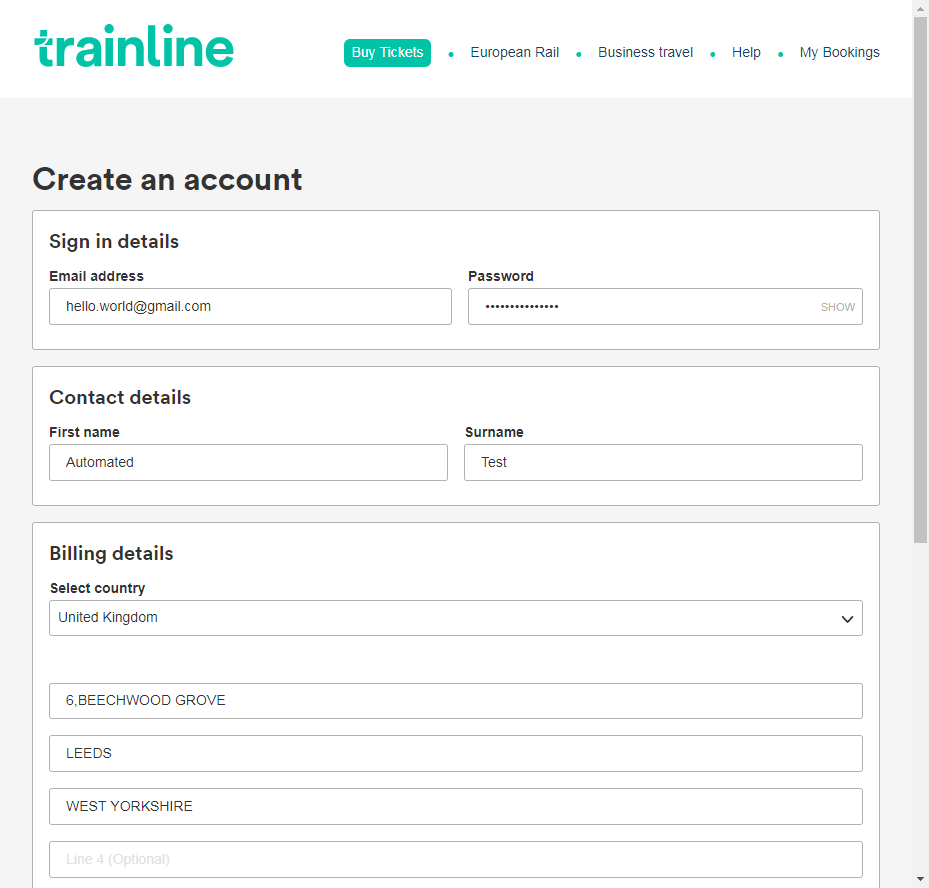 trainline
Buy Tickets • European Rail • Business travel • Help • My Bookings
Create an account
Sign in details
Email address Password
hello.world@gmail.com ••••••••••••••• SHOW
Contact details
First name Surname
Automated Test
Billing details
Select country
United Kingdom
6,BEECHWOOD GROVE
LEEDS
WEST YORKSHIRE
Line 4 (Optional)